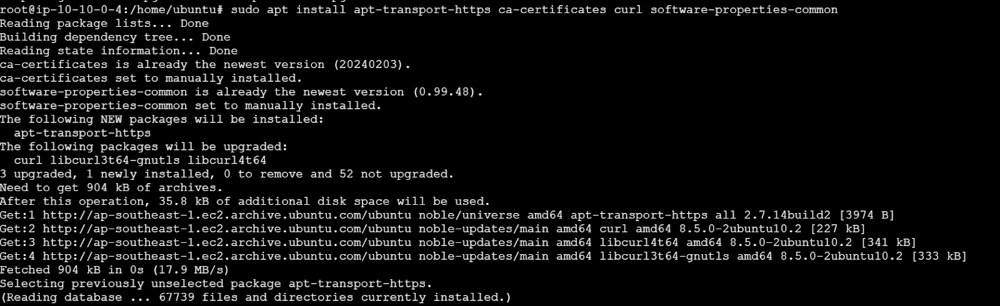 root@ip-10-10-0-4:/home/ubuntu# sudo apt install apt-transport-https ca-certificates curl software-properties-common
Reading package lists... Done
Building dependency tree... Done
Reading state information... Done
ca-certificates is already the newest version (20240203).
ca-certificates set to manually installed.
software-properties-common is already the newest version (0.99.48).
software-properties-common set to manually installed.
The following NEW packages will be installed:
  apt-transport-https
The following packages will be upgraded:
  curl libcurl3t64-gnutls libcurl4t64
3 upgraded, 1 newly installed, 0 to remove and 52 not upgraded.
Need to get 904 kB of archives.
After this operation, 35.8 kB of additional disk space will be used.
Get:1 http://ap-southeast-1.ec2.archive.ubuntu.com/ubuntu noble/universe amd64 apt-transport-https all 2.7.14build2 [3974 B]
Get:2 http://ap-southeast-1.ec2.archive.ubuntu.com/ubuntu noble-updates/main amd64 curl amd64 8.5.0-2ubuntu10.2 [227 kB]
Get:3 http://ap-southeast-1.ec2.archive.ubuntu.com/ubuntu noble-updates/main amd64 libcurl4t64 amd64 8.5.0-2ubuntu10.2 [341 kB]
Get:4 http://ap-southeast-1.ec2.archive.ubuntu.com/ubuntu noble-updates/main amd64 libcurl3t64-gnutls amd64 8.5.0-2ubuntu10.2 [333 kB]
Fetched 904 kB in 0s (17.9 MB/s)
Selecting previously unselected package apt-transport-https.
(Reading database ... 67739 files and directories currently installed.)